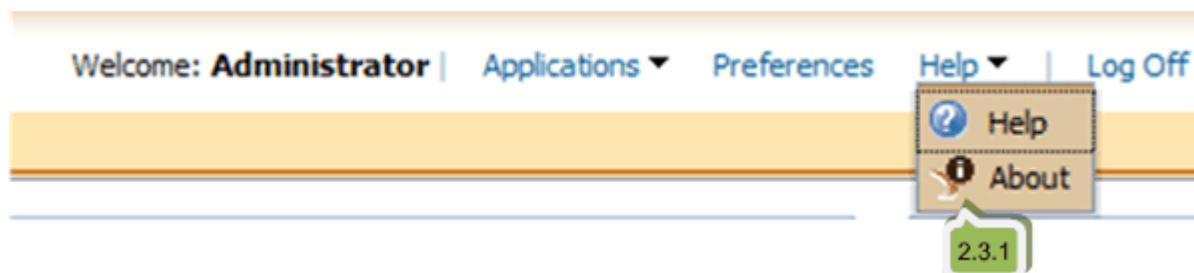 Welcome: Administrator | Applications ▼ Preferences Help ▼ | Log Off
Help
About
2.3.1